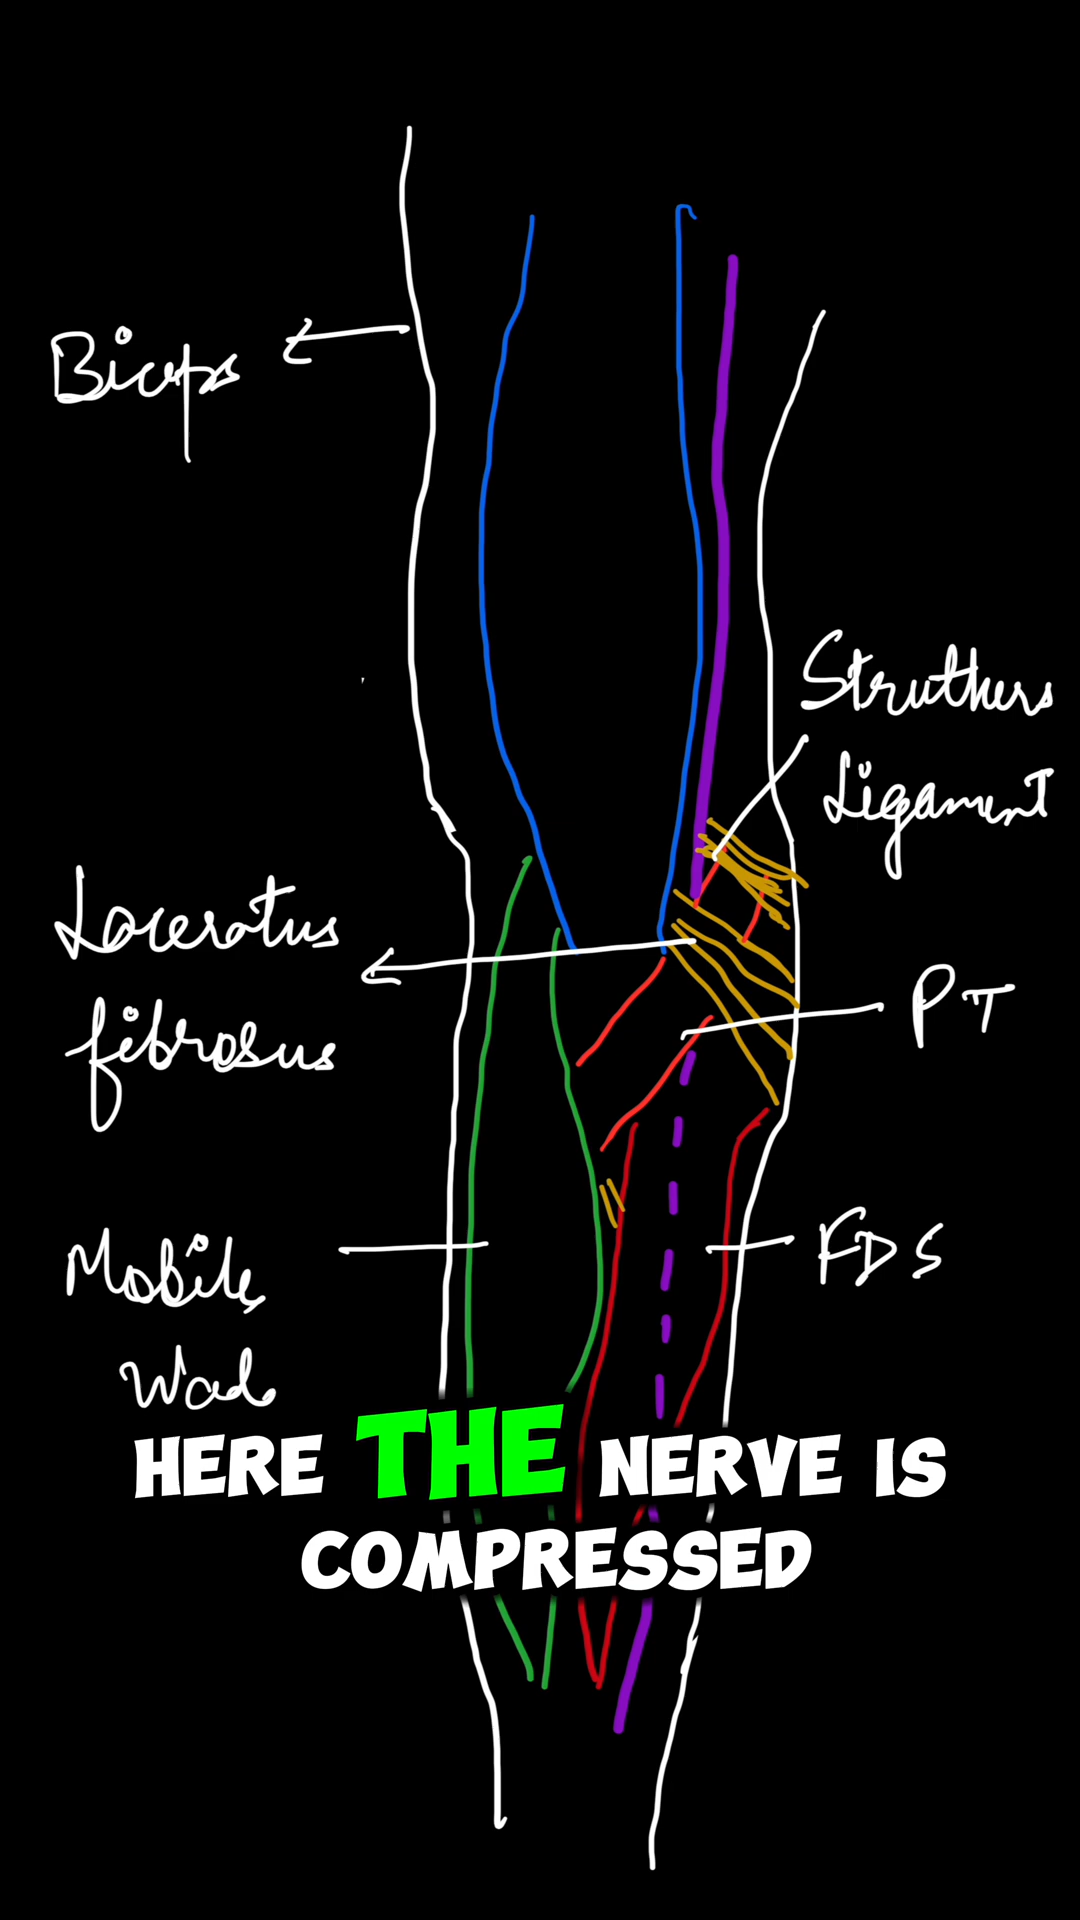 Biceps
Struthers
Ligament
Laceratus
fibrosus
PT
Mobile
Wad
FDS
HERE THE NERVE IS
COMPRESSED